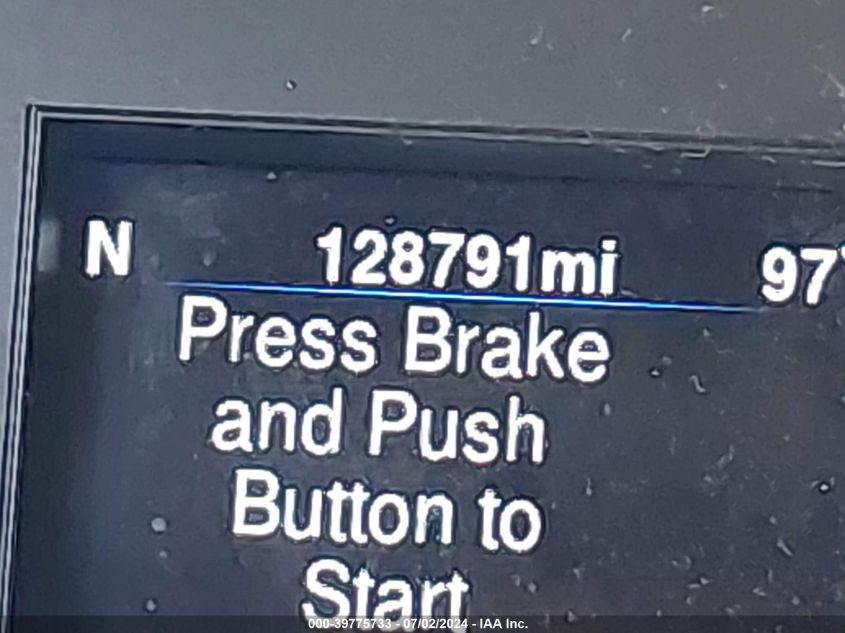 N 128791mi 97°
Press Brake
and Push
Button to
Start
000-39775733 - 07/02/2024 - IAA Inc.